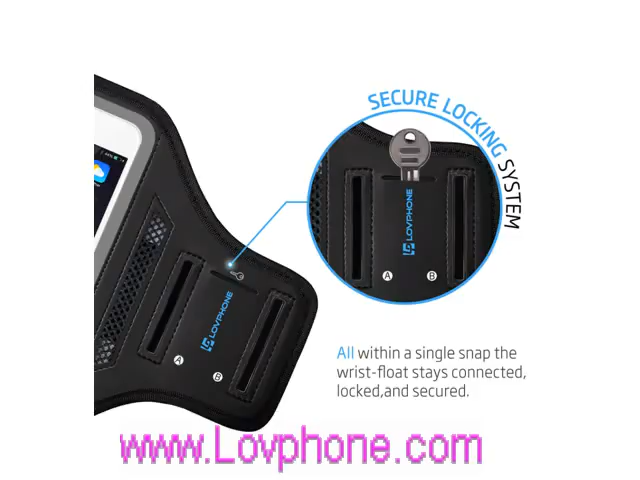 SECURE LOCKING SYSTEM
LOVPHONE
A
B
LOVPHONE
A
B
All within a single snap the
wrist-float stays connected,
locked,and secured.
www.Lovphone.com